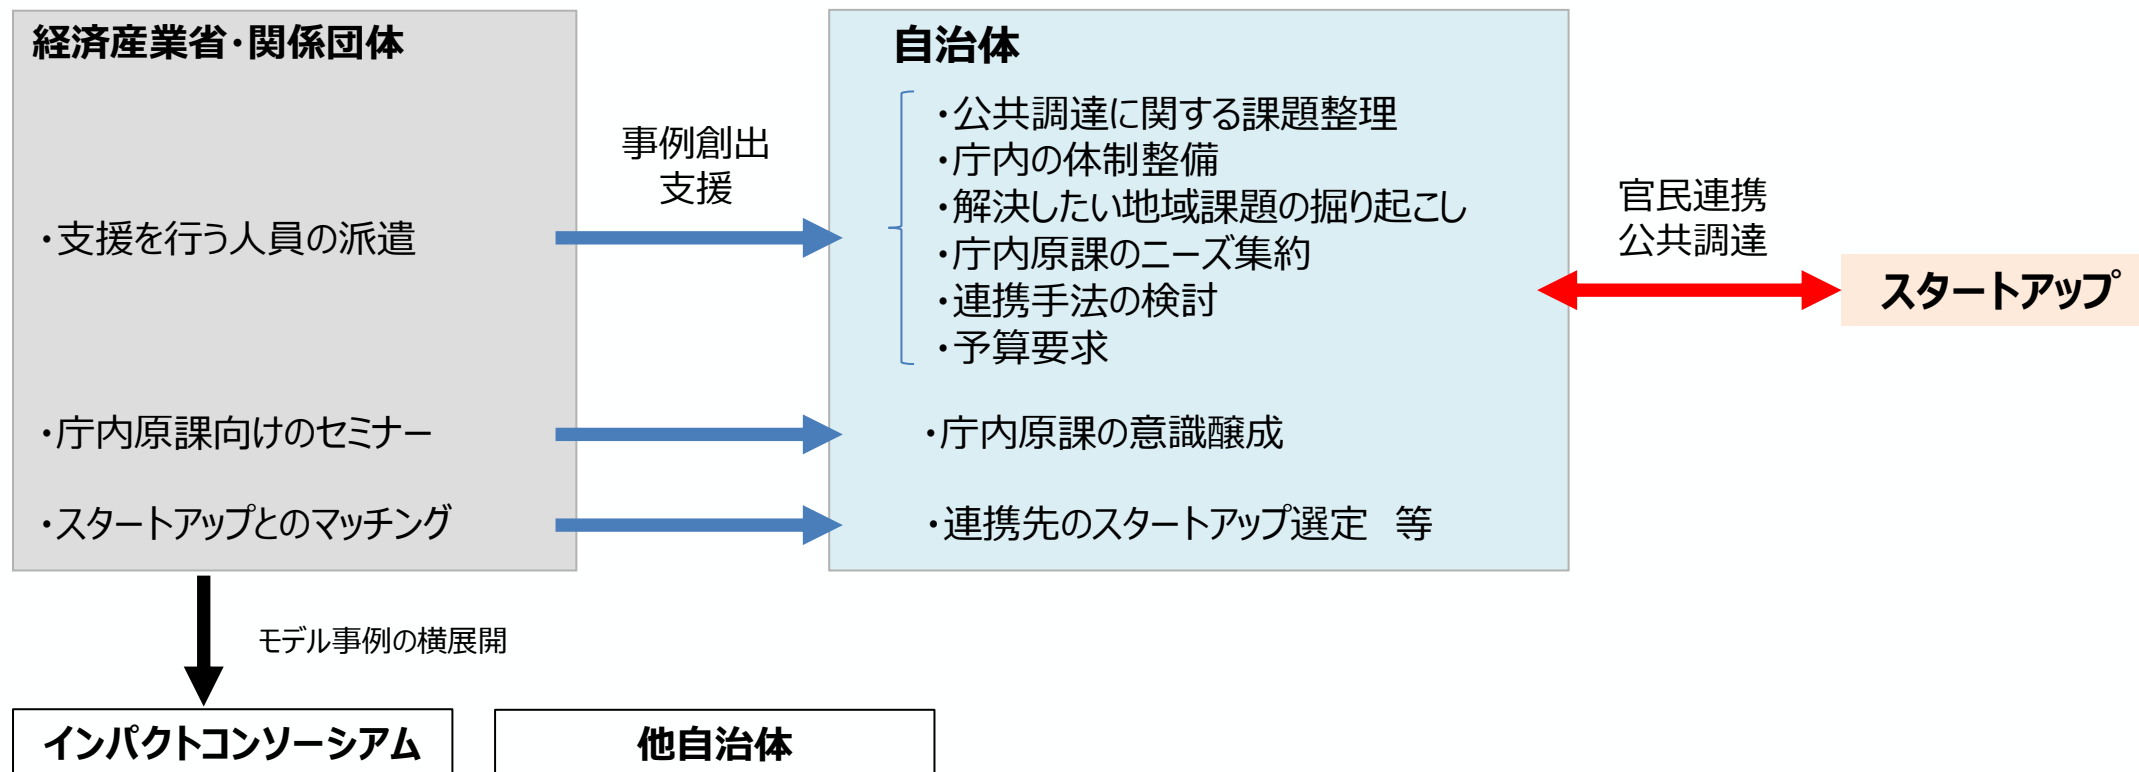 経済産業省・関係団体
・支援を行う人員の派遣
・庁内原課向けのセミナー
・スタートアップとのマッチング
事例創出
支援
自治体
・公共調達に関する課題整理
・庁内の体制整備
・解決したい地域課題の掘り起こし
・庁内原課のニーズ集約
・連携手法の検討
・予算要求
・庁内原課の意識醸成
・連携先のスタートアップ選定　等
官民連携
公共調達
スタートアップ
モデル事例の横展開
インパクトコンソーシアム
他自治体